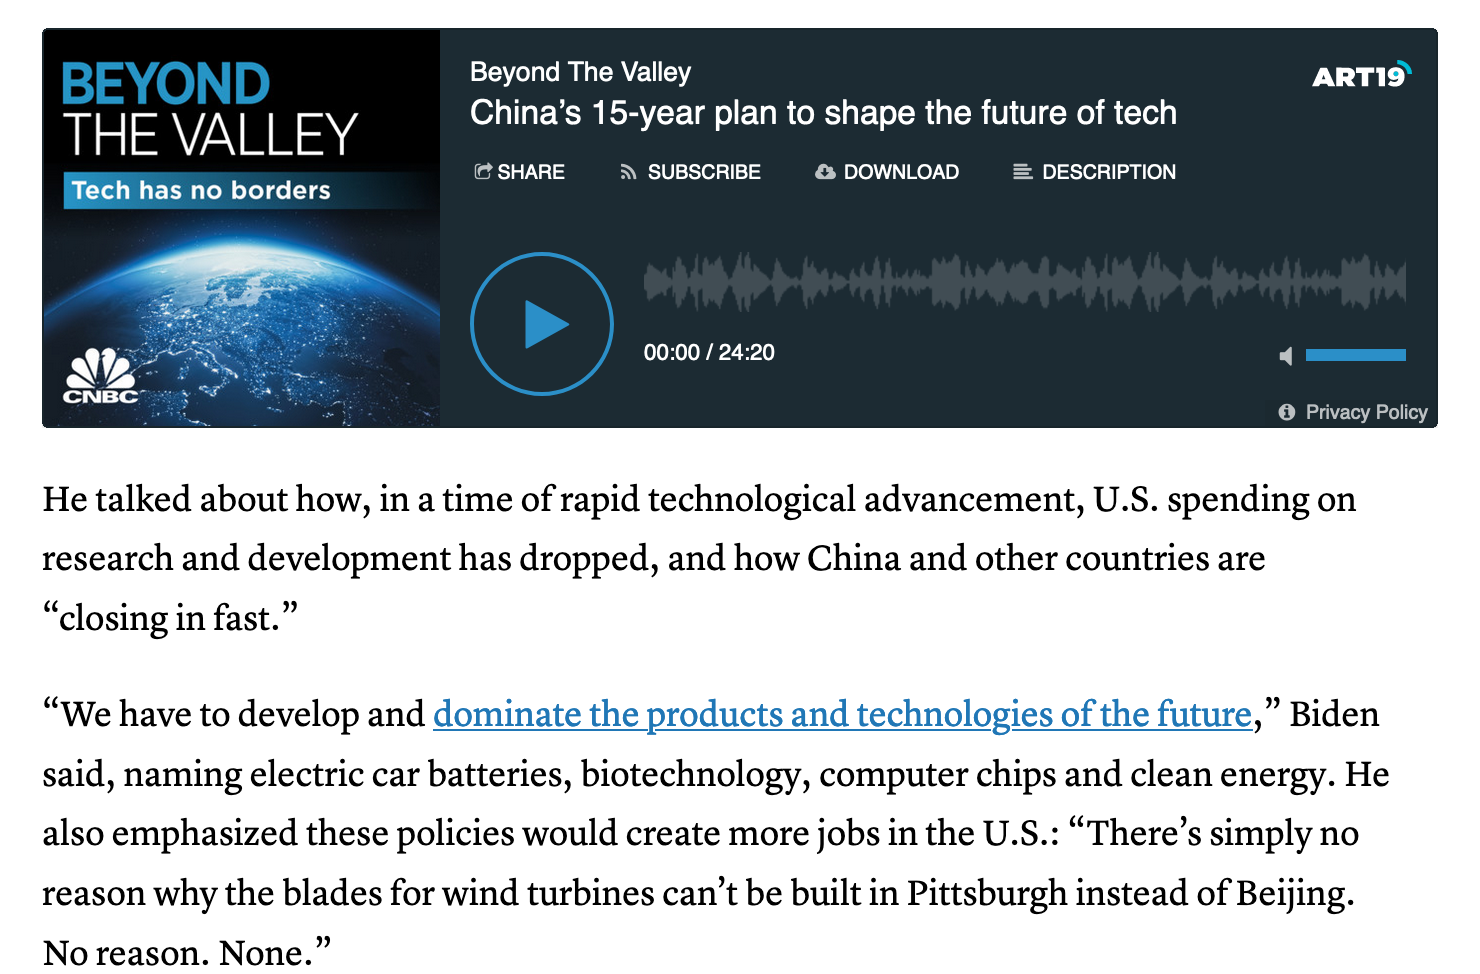 BEYOND
THE VALLEY
Tech has no borders
CNBC
Beyond The Valley
ART19
China’s 15-year plan to shape the future of tech
SHARE SUBSCRIBE DOWNLOAD DESCRIPTION
00:00 / 24:20
Privacy Policy
He talked about how, in a time of rapid technological advancement, U.S. spending on
research and development has dropped, and how China and other countries are
“closing in fast.”
“We have to develop and dominate the products and technologies of the future,” Biden
said, naming electric car batteries, biotechnology, computer chips and clean energy. He
also emphasized these policies would create more jobs in the U.S.: “There’s simply no
reason why the blades for wind turbines can’t be built in Pittsburgh instead of Beijing.
No reason. None.”